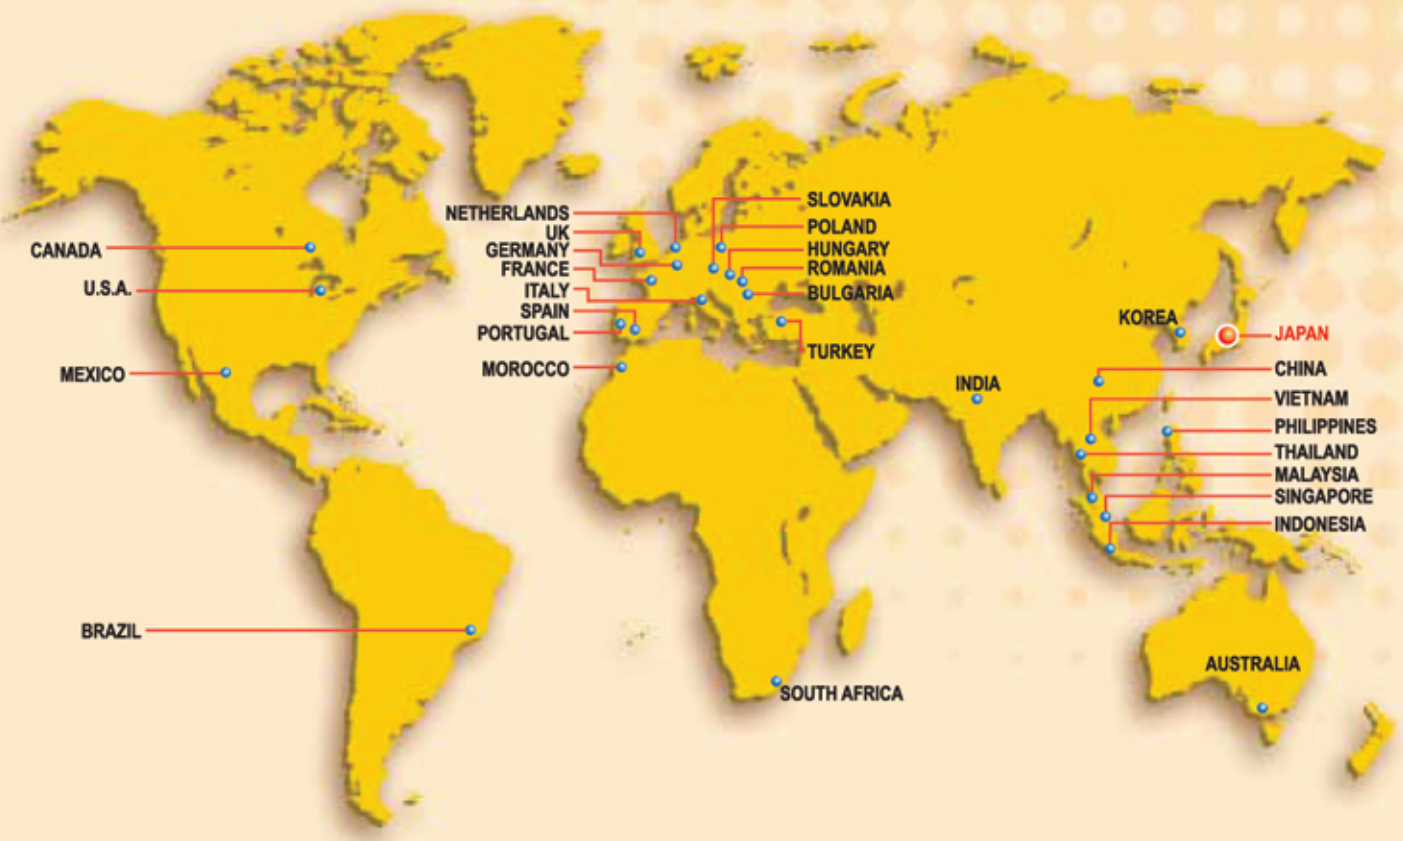 CANADA
U.S.A.
MEXICO
BRAZIL
NETHERLANDS
UK
GERMANY
FRANCE
ITALY
SPAIN
PORTUGAL
MOROCCO
SLOVAKIA
POLAND
HUNGARY
ROMANIA
BULGARIA
TURKEY
SOUTH AFRICA
INDIA
KOREA
JAPAN
CHINA
VIETNAM
PHILIPPINES
THAILAND
MALAYSIA
SINGAPORE
INDONESIA
AUSTRALIA